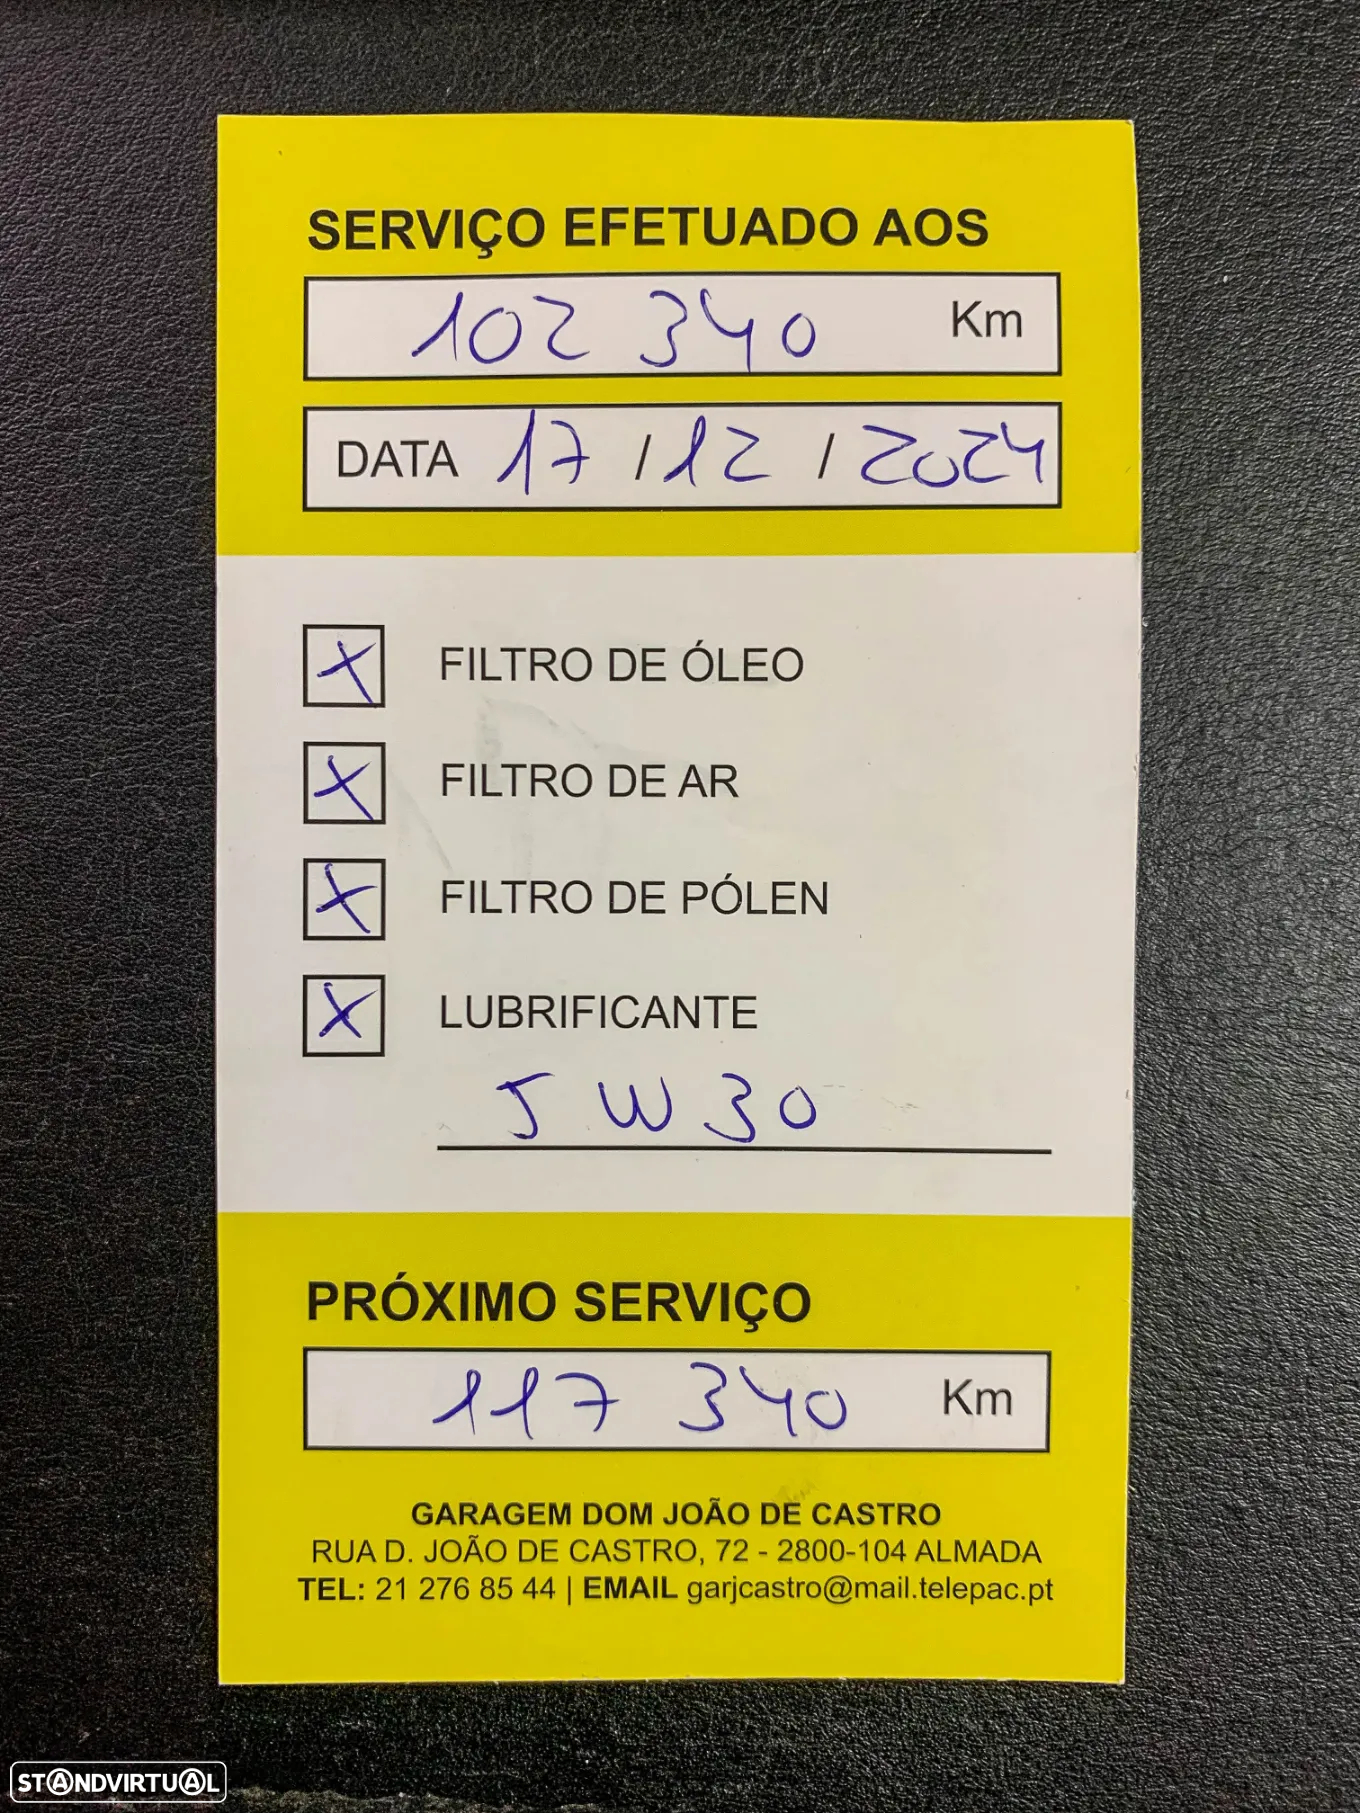 SERVIÇO EFETUADO AOS
102 340 Km
DATA 17 / 12 / 2024
X FILTRO DE ÓLEO
X FILTRO DE AR
X FILTRO DE PÓLEN
X LUBRIFICANTE
5 W 30
PRÓXIMO SERVIÇO
117 340 Km
GARAGEM DOM JOÃO DE CASTRO
RUA D. JOÃO DE CASTRO, 72 - 2800-104 ALMADA
TEL: 21 276 85 44 | EMAIL garjcastro@mail.telepac.pt
STANDVIRTUAL